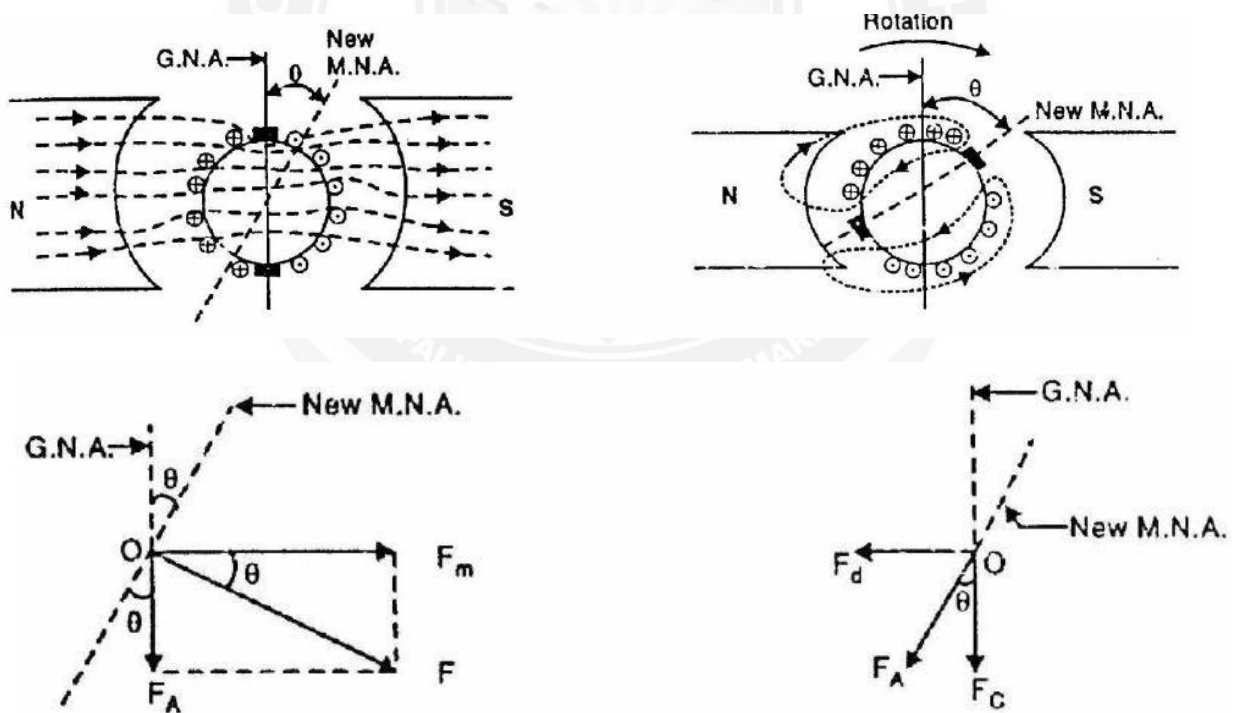 G.N.A.
New
M.N.A.
θ
N
S
Rotation
G.N.A.
θ
New M.N.A.
N
S
New M.N.A.
G.N.A.
θ
O
F_m
θ
θ
F_A
F
G.N.A.
New M.N.A.
F_d
O
θ
F_A
F_C